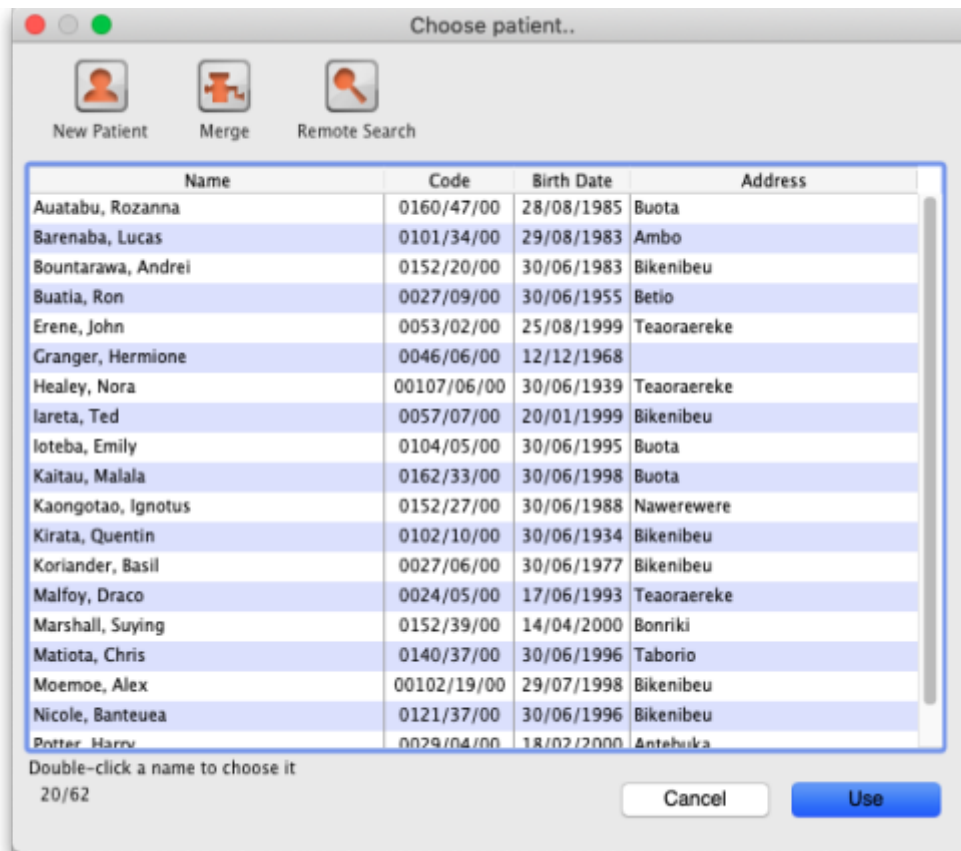 Choose patient..
New Patient Merge Remote Search
Name Code Birth Date Address
Auatabu, Rozanna 0160/47/00 28/08/1985 Buota
Barenaba, Lucas 0101/34/00 29/08/1983 Ambo
Bountarawa, Andrei 0152/20/00 30/06/1983 Bikenibeu
Buatia, Ron 0027/09/00 30/06/1955 Betio
Erene, John 0053/02/00 25/08/1999 Teaoraereke
Granger, Hermione 0046/06/00 12/12/1968
Healey, Nora 00107/06/00 30/06/1939 Teaoraereke
Iareta, Ted 0057/07/00 20/01/1999 Bikenibeu
Ioteba, Emily 0104/05/00 30/06/1995 Buota
Kaitau, Malala 0162/33/00 30/06/1998 Buota
Kaongotao, Ignotus 0152/27/00 30/06/1988 Nawerewere
Kirata, Quentin 0102/10/00 30/06/1934 Bikenibeu
Koriander, Basil 0027/06/00 30/06/1977 Bikenibeu
Malfoy, Draco 0024/05/00 17/06/1993 Teaoraereke
Marshall, Suying 0152/39/00 14/04/2000 Bonriki
Matiota, Chris 0140/37/00 30/06/1996 Taborio
Moemoe, Alex 00102/19/00 29/07/1998 Bikenibeu
Nicole, Banteuea 0121/37/00 30/06/1996 Bikenibeu
Potter, Harry 0029/04/00 18/02/2000 Antebuka
Double-click a name to choose it
20/62
Cancel Use